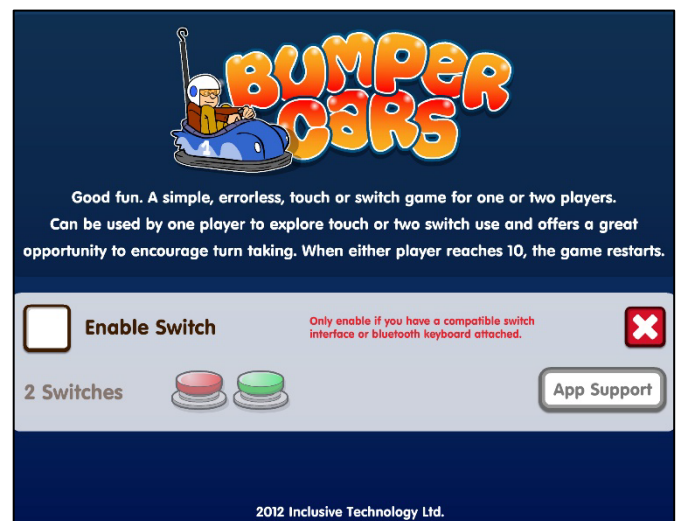 BUMPER
CARS
1
Good fun. A simple, errorless, touch or switch game for one or two players.
Can be used by one player to explore touch or two switch use and offers a great
opportunity to encourage turn taking. When either player reaches 10, the game restarts.
Enable Switch
Only enable if you have a compatible switch
interface or bluetooth keyboard attached.
2 Switches
App Support
2012 Inclusive Technology Ltd.